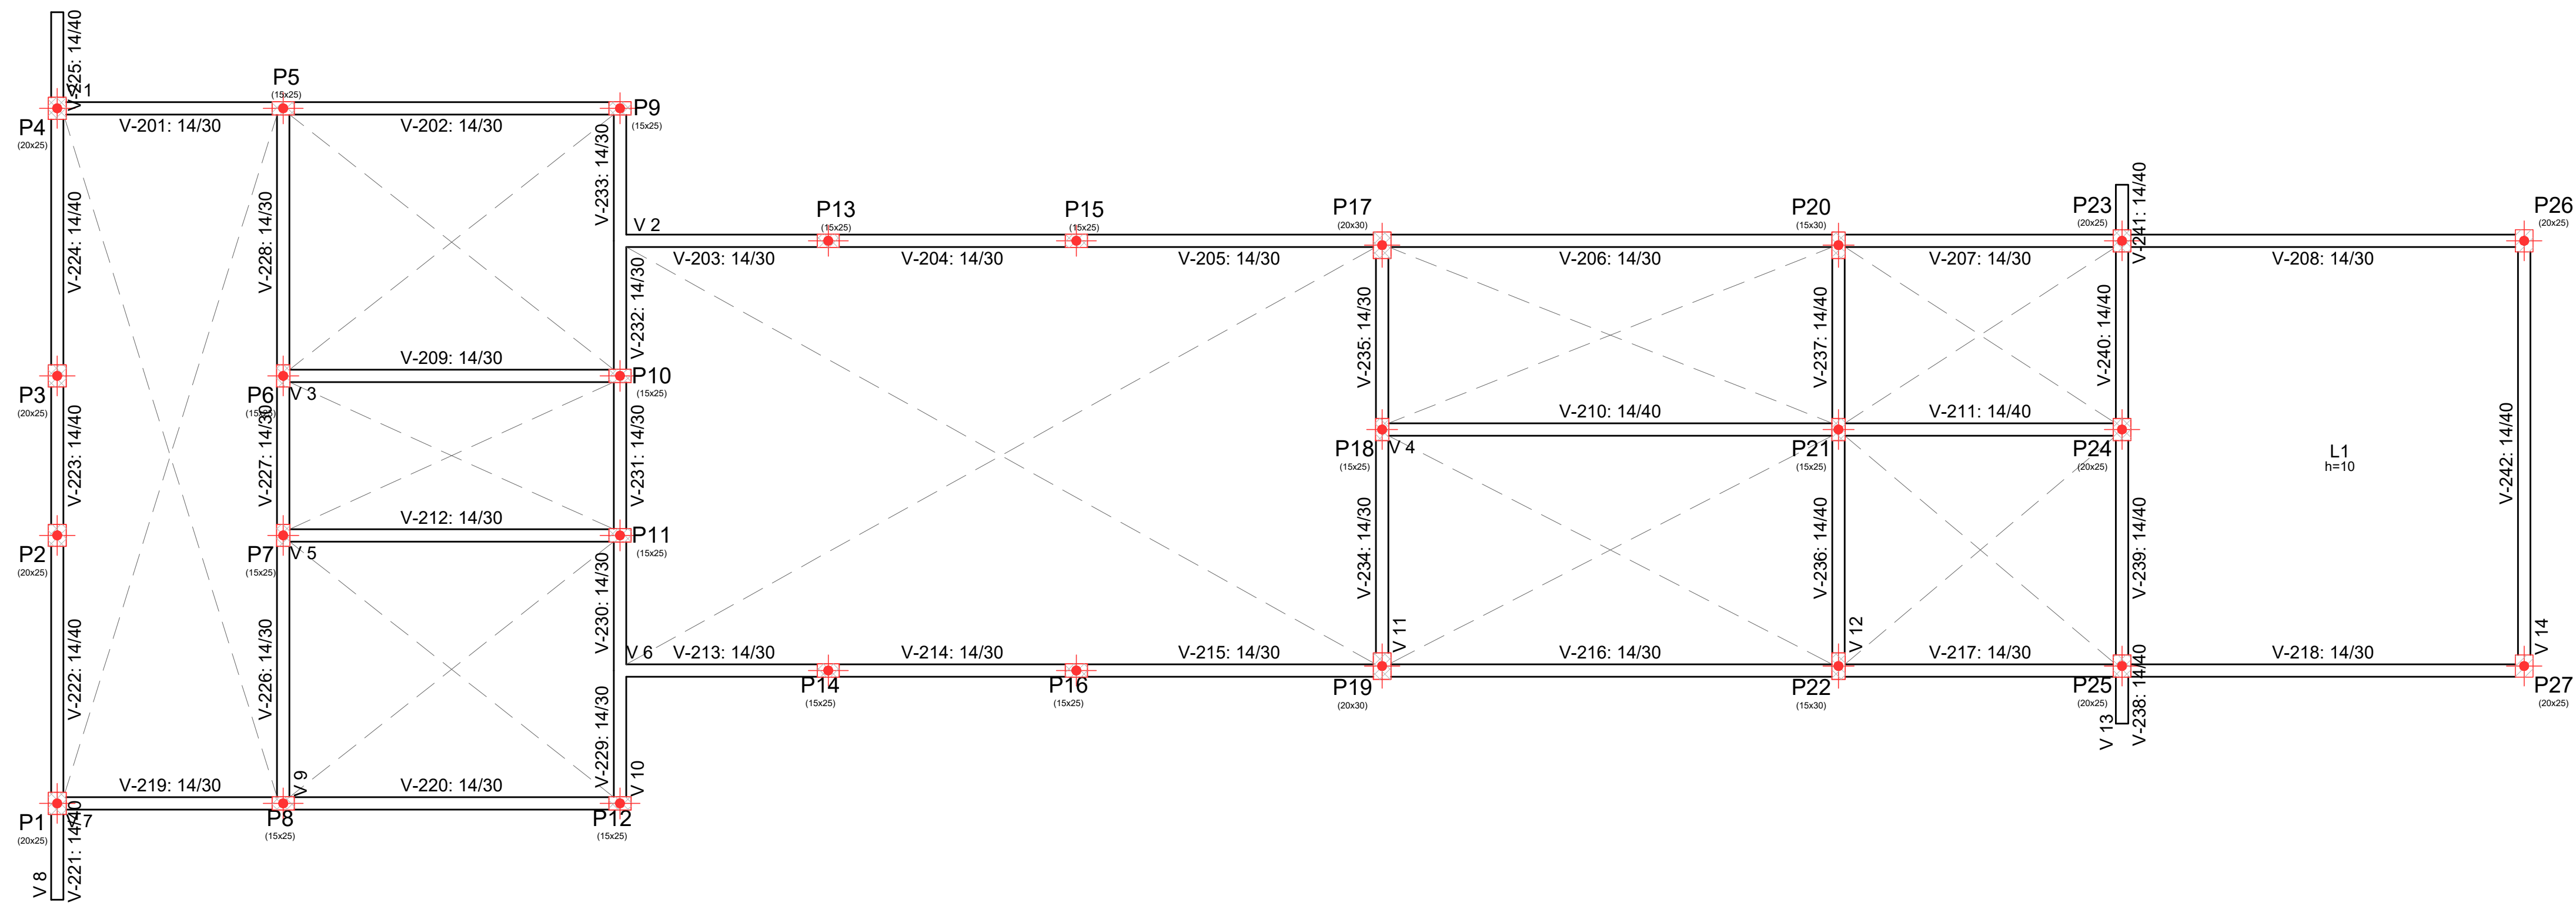 V-225: 14/40
V 1
P5
(15x25)
P9
(15x25)
P4
(20x25)
V-201: 14/30
V-202: 14/30
V-233: 14/30
V-224: 14/40
V-228: 14/30
V 2
P13
(15x25)
P15
(15x25)
P17
(20x30)
P20
(15x30)
P23
(20x25)
V-241: 14/40
P26
(20x25)
V-203: 14/30
V-204: 14/30
V-205: 14/30
V-206: 14/30
V-207: 14/30
V-208: 14/30
V-232: 14/30
V-235: 14/30
V-237: 14/40
V-240: 14/40
V-209: 14/30
P3
(20x25)
P6
(15x25)
V 3
P10
(15x25)
V-210: 14/40
V-211: 14/40
P18
(15x25)
V 4
P21
(15x25)
P24
(20x25)
L1
h=10
V-223: 14/40
V-227: 14/30
V-231: 14/30
V-242: 14/40
V-212: 14/30
P2
(20x25)
P7
(15x25)
V 5
P11
(15x25)
V-230: 14/30
V-234: 14/30
V-236: 14/40
V-239: 14/40
V-222: 14/40
V-226: 14/30
V 6
V-213: 14/30
V-214: 14/30
V-215: 14/30
V 11
V-216: 14/30
V 12
V-217: 14/30
V-218: 14/30
V 14
P14
(15x25)
P16
(15x25)
P19
(20x30)
P22
(15x30)
P25
(20x25)
V-238: 14/40
V 13
P27
(20x25)
V-229: 14/30
V 10
V-219: 14/30
V 9
V-220: 14/30
P1
(20x25)
V 7
P8
(15x25)
P12
(15x25)
V 8
V-221: 14/40